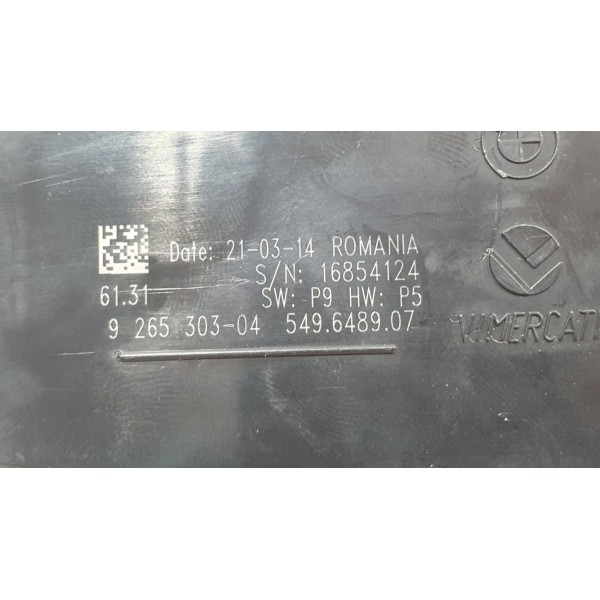 Date: 21-03-14 ROMANIA
S/N: 16854124
61.31 SW: P9 HW: P5
9 265 303-04 549.6489.07